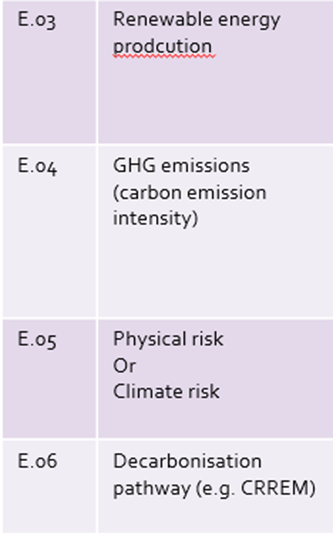 E.03 Renewable energy
prodcution
E.04 GHG emissions
(carbon emission
intensity)
E.05 Physical risk
Or
Climate risk
E.06 Decarbonisation
pathway (e.g. CRREM)